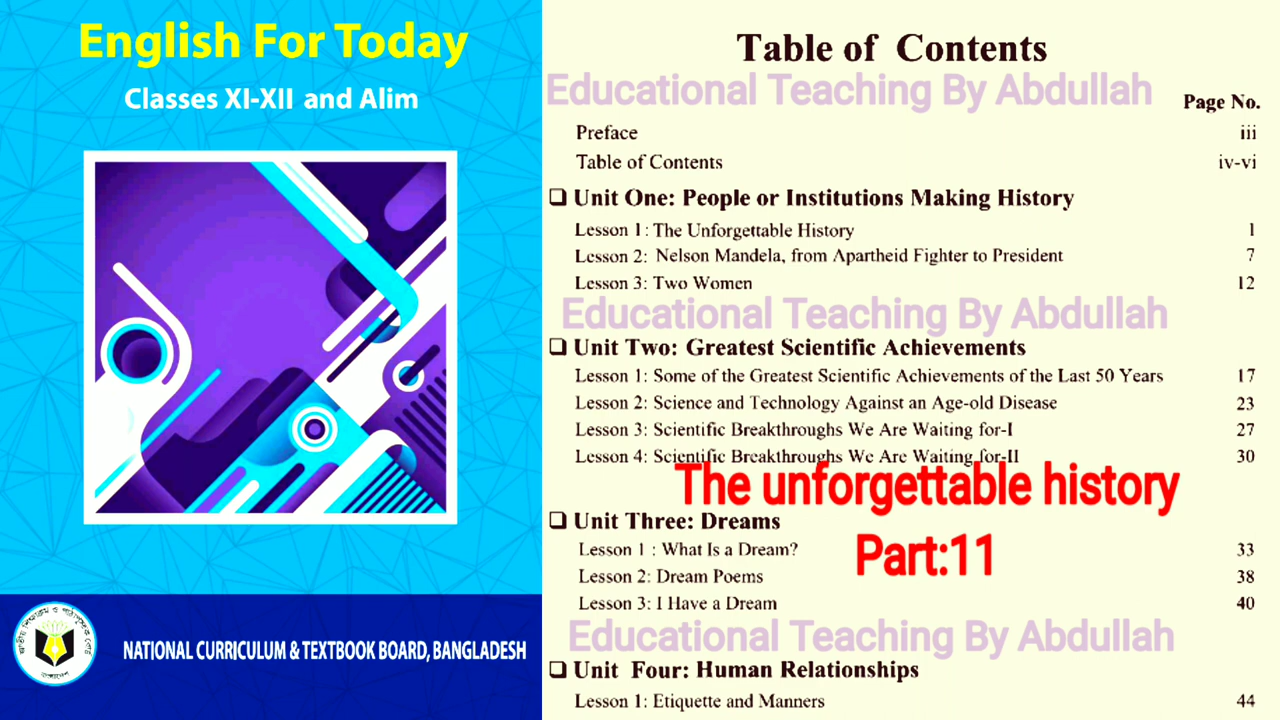 English For Today
Classes XI-XII and Alim
NATIONAL CURRICULUM & TEXTBOOK BOARD, BANGLADESH
Table of Contents
Educational Teaching By Abdullah
Page No.
Preface iii
Table of Contents iv-vi
❑ Unit One: People or Institutions Making History
Lesson 1: The Unforgettable History 1
Lesson 2: Nelson Mandela, from Apartheid Fighter to President 7
Lesson 3: Two Women 12
Educational Teaching By Abdullah
❑ Unit Two: Greatest Scientific Achievements
Lesson 1: Some of the Greatest Scientific Achievements of the Last 50 Years 17
Lesson 2: Science and Technology Against an Age-old Disease 23
Lesson 3: Scientific Breakthroughs We Are Waiting for-I 27
Lesson 4: Scientific Breakthroughs We Are Waiting for-II 30
The unforgettable history
❑ Unit Three: Dreams
Part:11
Lesson 1 : What Is a Dream? 33
Lesson 2: Dream Poems 38
Lesson 3: I Have a Dream 40
Educational Teaching By Abdullah
❑ Unit Four: Human Relationships
Lesson 1: Etiquette and Manners 44